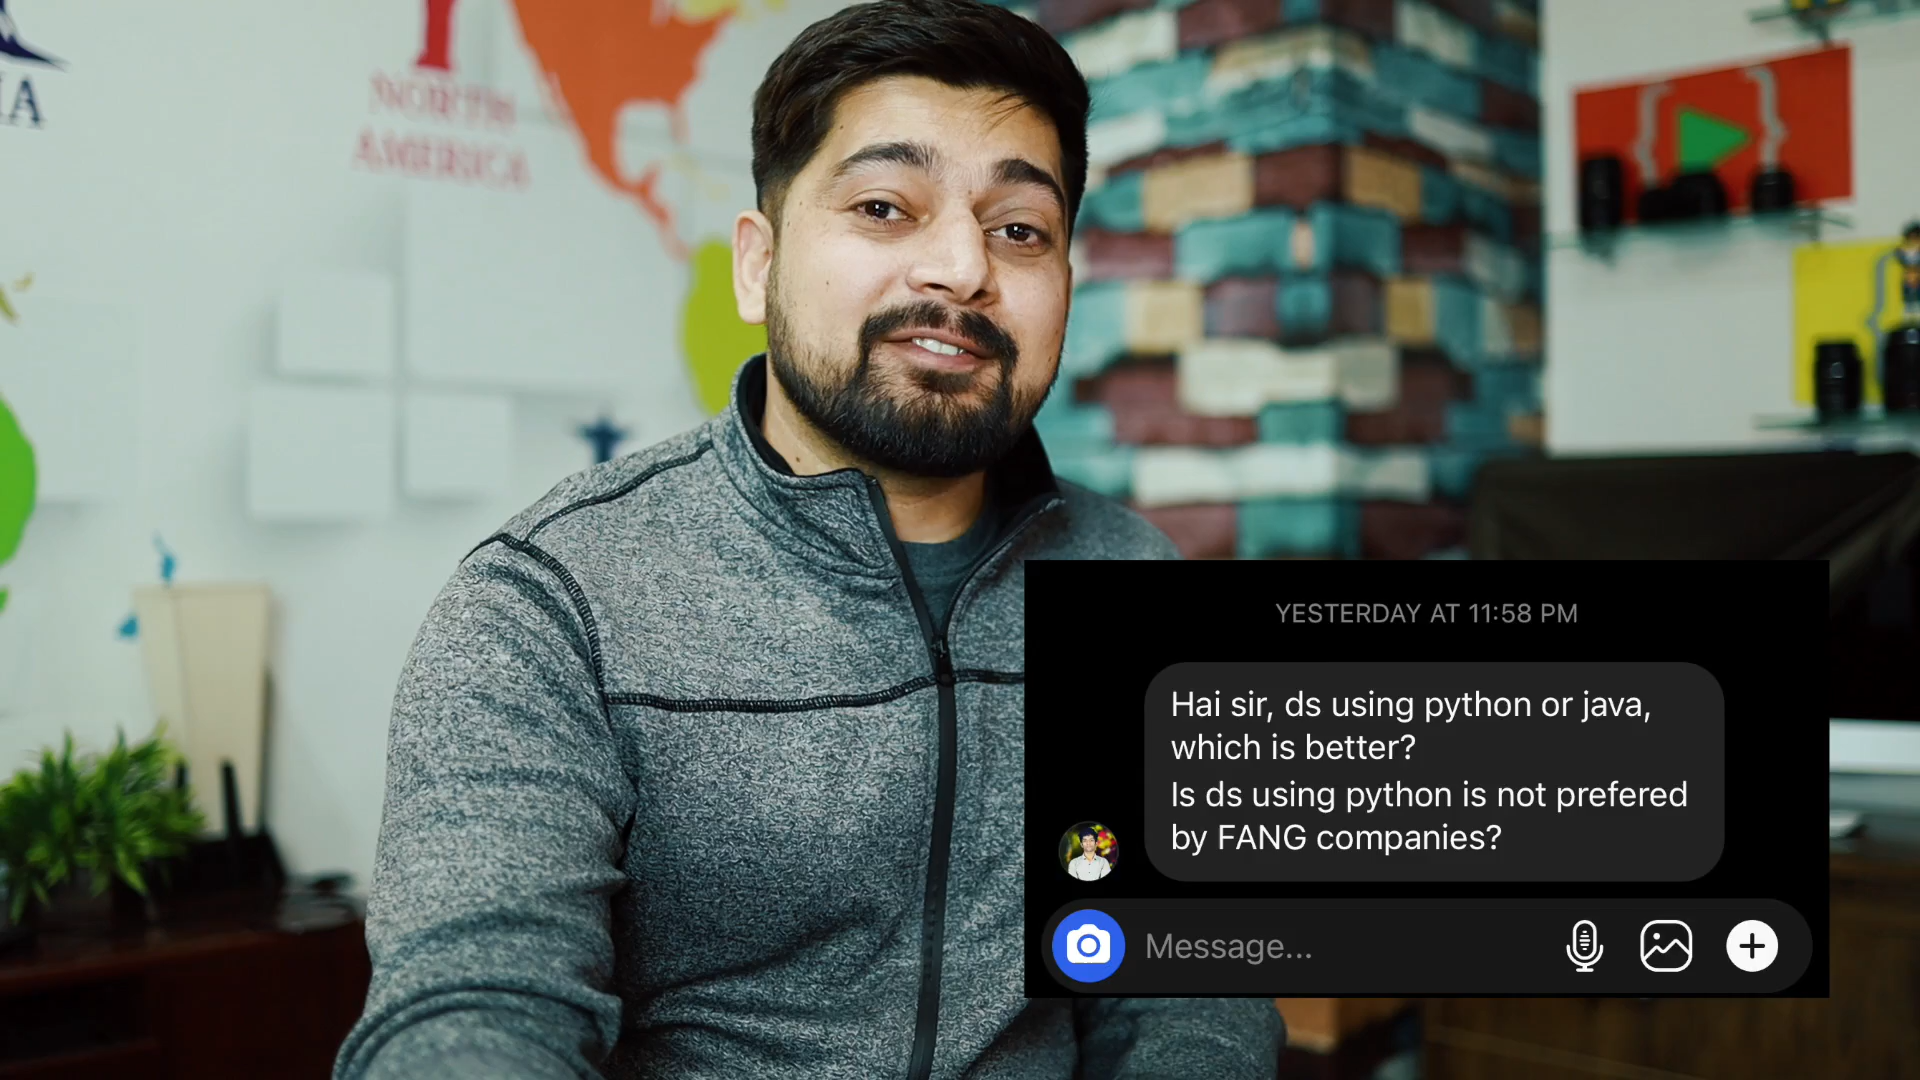 IA
NORTH
AMERICA
YESTERDAY AT 11:58 PM
Hai sir, ds using python or java,
which is better?
Is ds using python is not prefered
by FANG companies?
Message...